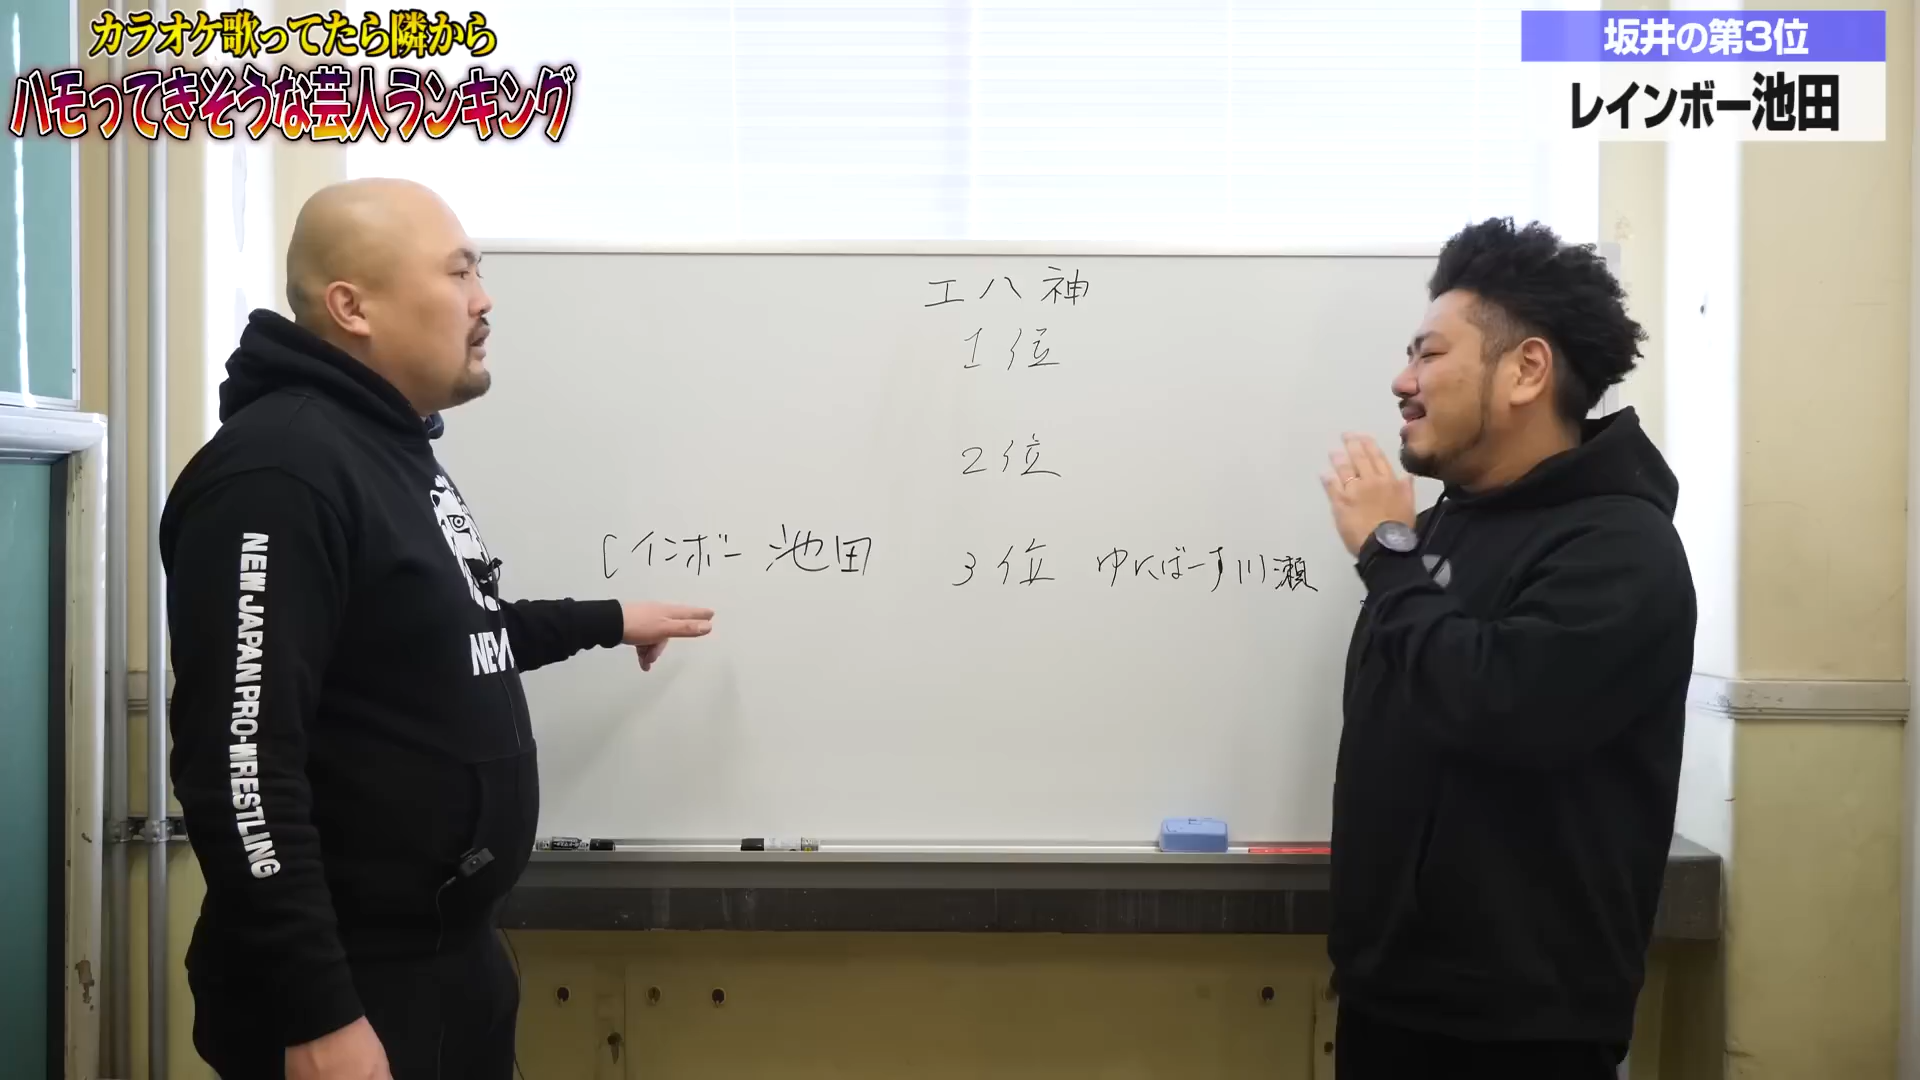 カラオケ歌ってたら隣から
ハモってきそうな芸人ランキング
坂井の第3位
レインボー池田
エハ神
1位
2位
レインボー 池田 3位 ゆにばーす川瀬
NEW JAPAN PRO-WRESTLING
NEW